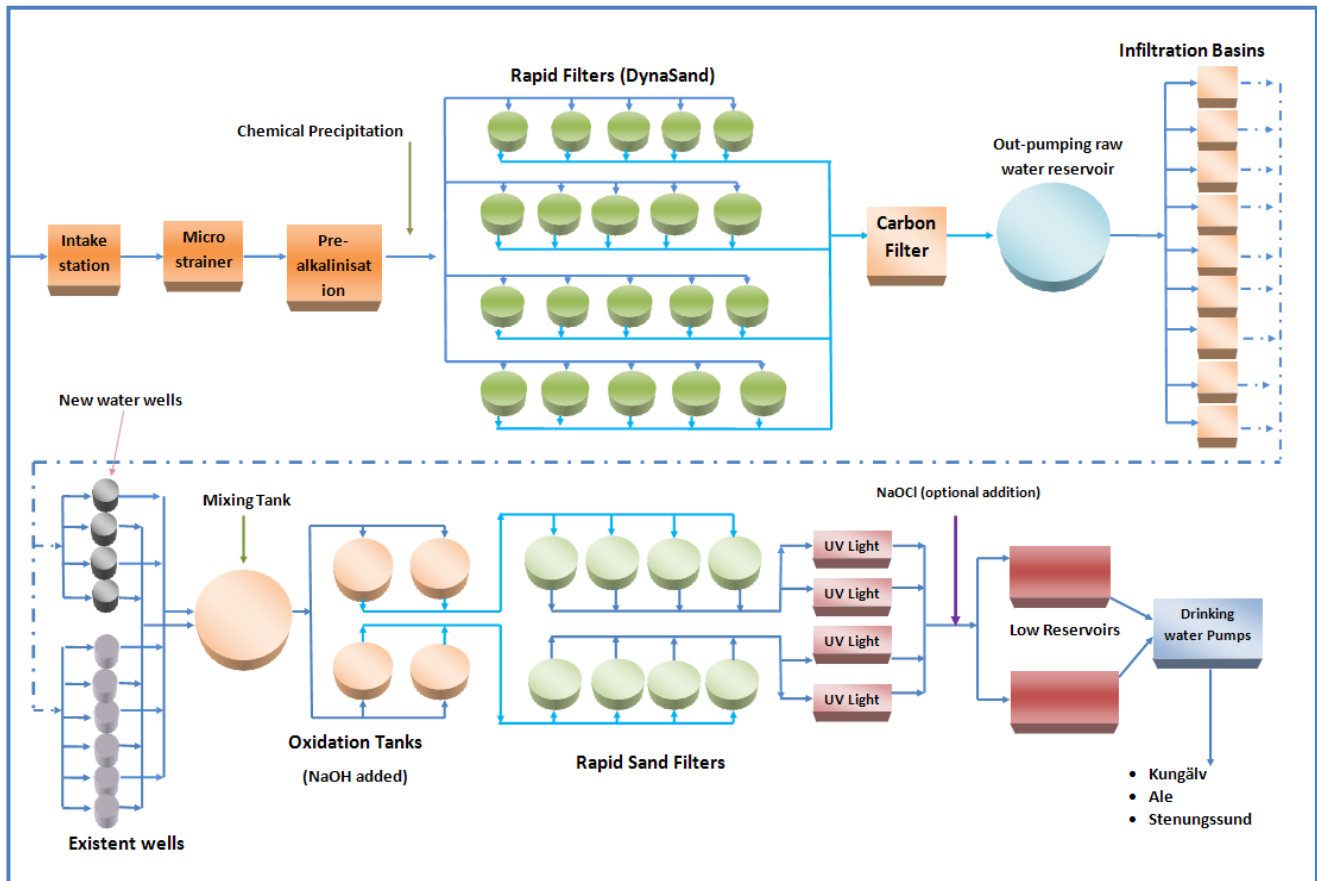 Infiltration Basins
Rapid Filters (DynaSand)
Chemical Precipitation
Out-pumping raw
water reservoir
Intake
station
Micro
strainer
Pre-
alkalinisat
ion
Carbon
Filter
New water wells
Mixing Tank
NaOCl (optional addition)
UV Light
UV Light
UV Light
UV Light
Low Reservoirs
Drinking
water Pumps
Oxidation Tanks
(NaOH added)
Rapid Sand Filters
Existent wells
• Kungälv
• Ale
• Stenungssund